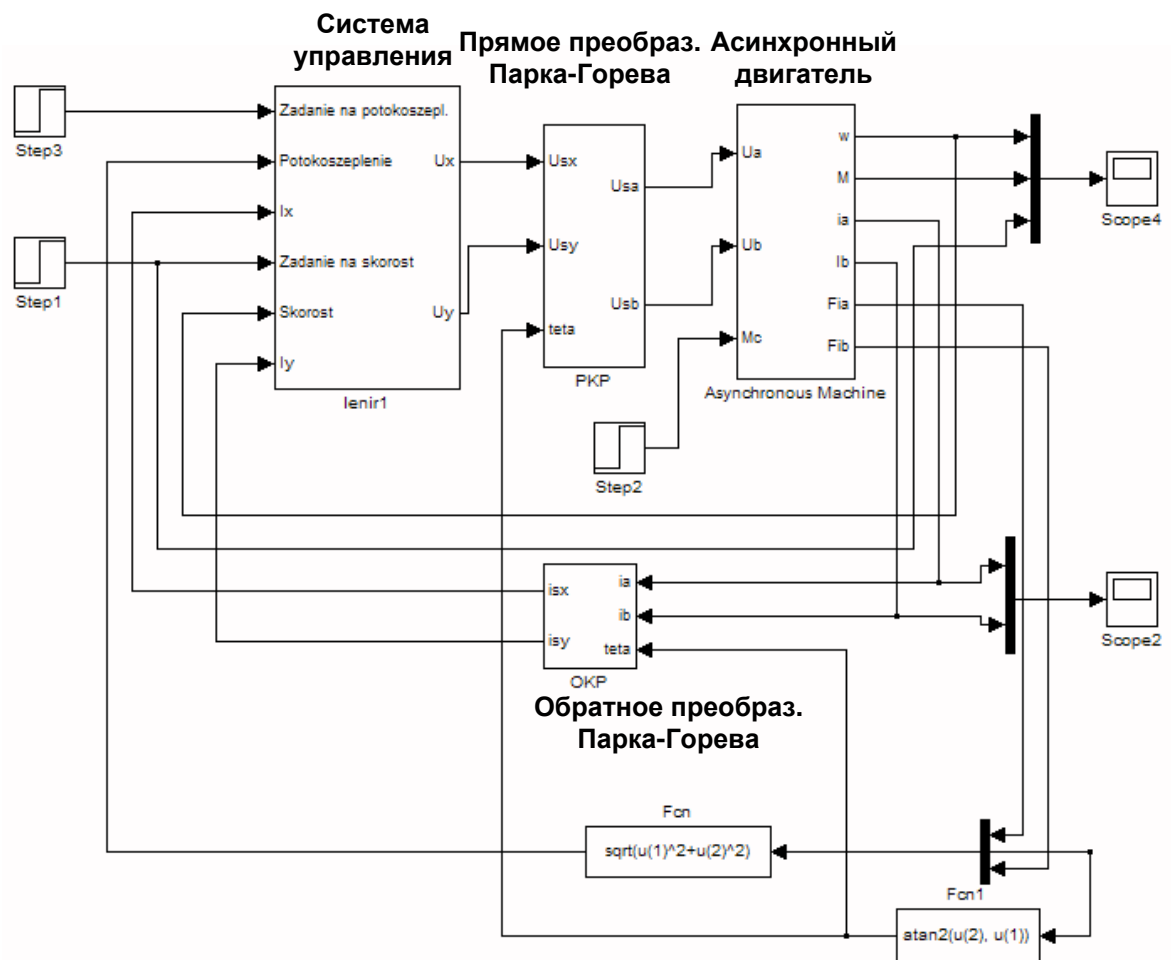 Система
управления
Прямое преобраз.
Парка-Горева
Асинхронный
двигатель
Step3
Zadanie na potokoszepl.
Potokoszeplenie
Ix
Zadanie na skorost
Skorost
Iy
Ux
Uy
Ienir1
Step1
Usx
Usy
teta
Usa
Usb
PKP
Ua
Ub
Mc
w
M
ia
Ib
Fia
Fib
Asynchronous Machine
Scope4
Step2
isx
isy
ia
ib
teta
OKP
Scope2
Обратное преобраз.
Парка-Горева
Fcn
sqrt(u(1)^2+u(2)^2)
Fcn1
atan2(u(2), u(1))